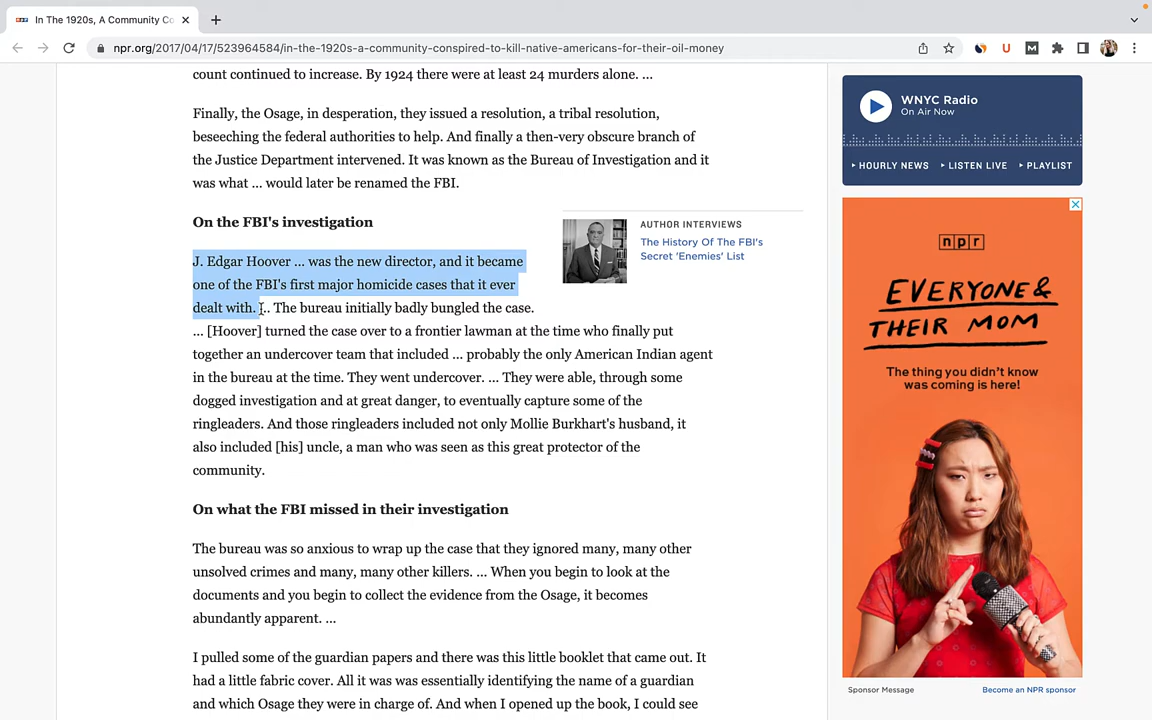 In The 1920s, A Community Co
npr.org/2017/04/17/523964584/in-the-1920s-a-community-conspired-to-kill-native-americans-for-their-oil-money
count continued to increase. By 1924 there were at least 24 murders alone. ...
Finally, the Osage, in desperation, they issued a resolution, a tribal resolution,
beseeching the federal authorities to help. And finally a then-very obscure branch of
the Justice Department intervened. It was known as the Bureau of Investigation and it
was what ... would later be renamed the FBI.
On the FBI's investigation
J. Edgar Hoover ... was the new director, and it became
one of the FBI's first major homicide cases that it ever
dealt with. ... The bureau initially badly bungled the case.
... [Hoover] turned the case over to a frontier lawman at the time who finally put
together an undercover team that included ... probably the only American Indian agent
in the bureau at the time. They went undercover. ... They were able, through some
dogged investigation and at great danger, to eventually capture some of the
ringleaders. And those ringleaders included not only Mollie Burkhart's husband, it
also included [his] uncle, a man who was seen as this great protector of the
community.
On what the FBI missed in their investigation
The bureau was so anxious to wrap up the case that they ignored many, many other
unsolved crimes and many, many other killers. ... When you begin to look at the
documents and you begin to collect the evidence from the Osage, it becomes
abundantly apparent. ...
I pulled some of the guardian papers and there was this little booklet that came out. It
had a little fabric cover. All it was was essentially identifying the name of a guardian
and which Osage they were in charge of. And when I opened up the book, I could see
AUTHOR INTERVIEWS
The History Of The FBI's
Secret 'Enemies' List
WNYC Radio
On Air Now
HOURLY NEWS
LISTEN LIVE
PLAYLIST
npr
EVERYONE &
THEIR MOM
The thing you didn't know
was coming is here!
Sponsor Message
Become an NPR sponsor